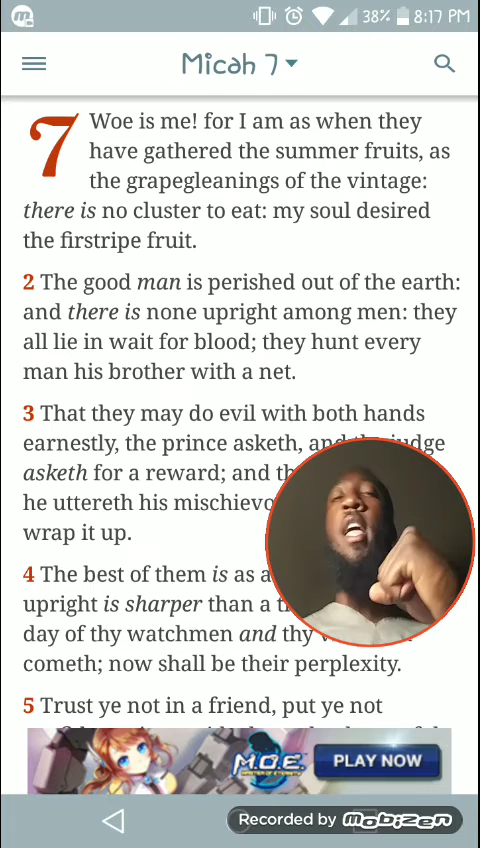 38% 8:17 PM
Micah 7
7 Woe is me! for I am as when they
have gathered the summer fruits, as
the grapegleanings of the vintage:
there is no cluster to eat: my soul desired
the firstripe fruit.
2 The good man is perished out of the earth:
and there is none upright among men: they
all lie in wait for blood; they hunt every
man his brother with a net.
3 That they may do evil with both hands
earnestly, the prince asketh, and the judge
asketh for a reward; and
he uttereth his
wrap it up.
4 The best of them is as a
upright is sharper than a
day of thy watchmen and thy
cometh; now shall be their perplexity.
5 Trust ye not in a friend, put ye not
M.O.E. PLAY NOW
MASTER OF ETERNITY
Recorded by mobizen